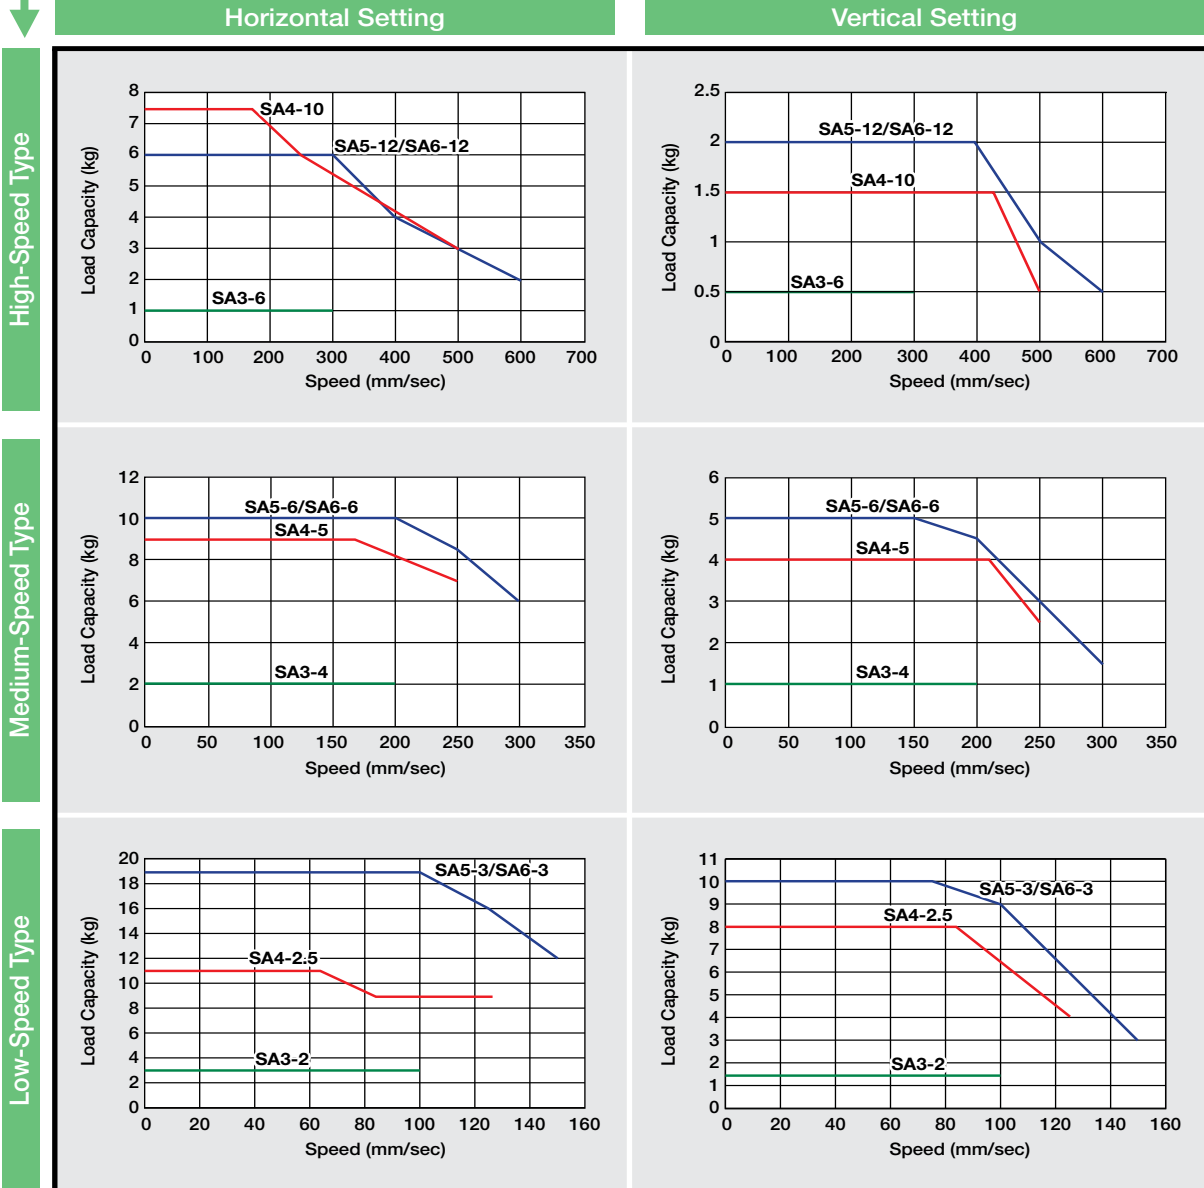 Horizontal Setting
Vertical Setting
High-Speed Type
8
7
6
5
4
3
2
1
0
Load Capacity (kg)
SA4-10
SA5-12/SA6-12
SA3-6
0 100 200 300 400 500 600 700
Speed (mm/sec)
2.5
2
1.5
1
0.5
0
Load Capacity (kg)
SA5-12/SA6-12
SA4-10
SA3-6
0 100 200 300 400 500 600 700
Speed (mm/sec)
Medium-Speed Type
12
10
8
6
4
2
0
Load Capacity (kg)
SA5-6/SA6-6
SA4-5
SA3-4
0 50 100 150 200 250 300 350
Speed (mm/sec)
6
5
4
3
2
1
0
Load Capacity (kg)
SA5-6/SA6-6
SA4-5
SA3-4
0 50 100 150 200 250 300 350
Speed (mm/sec)
Low-Speed Type
20
18
16
14
12
10
8
6
4
2
0
Load Capacity (kg)
SA5-3/SA6-3
SA4-2.5
SA3-2
0 20 40 60 80 100 120 140 160
Speed (mm/sec)
11
10
9
8
7
6
5
4
3
2
1
0
Load Capacity (kg)
SA5-3/SA6-3
SA4-2.5
SA3-2
0 20 40 60 80 100 120 140 160
Speed (mm/sec)